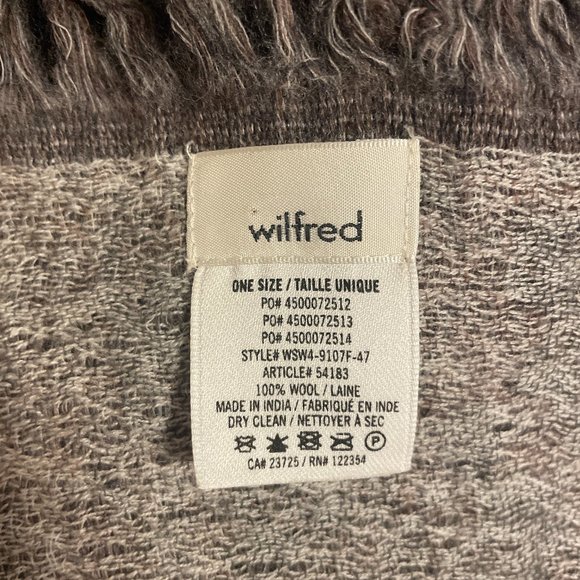 wilfred
ONE SIZE / TAILLE UNIQUE
PO# 4500072512
PO# 4500072513
PO# 4500072514
STYLE# WSW4-9107F-47
ARTICLE# 54183
100% WOOL / LAINE
MADE IN INDIA / FABRIQUÉ EN INDE
DRY CLEAN / NETTOYER À SEC
P
CA# 23725 / RN# 122354